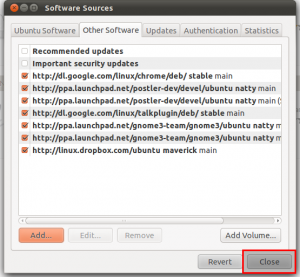 Software Sources
Ubuntu Software
Other Software
Updates
Authentication
Statistics
Recommended updates
Important security updates
http://dl.google.com/linux/chrome/deb/ stable main
http://ppa.launchpad.net/postler-dev/devel/ubuntu natty main
http://ppa.launchpad.net/postler-dev/devel/ubuntu natty main (
http://dl.google.com/linux/talkplugin/deb/ stable main
http://ppa.launchpad.net/gnome3-team/gnome3/ubuntu natty
http://ppa.launchpad.net/gnome3-team/gnome3/ubuntu natty
http://linux.dropbox.com/ubuntu maverick main
Add...
Edit...
Remove
Add Volume...
Revert
Close